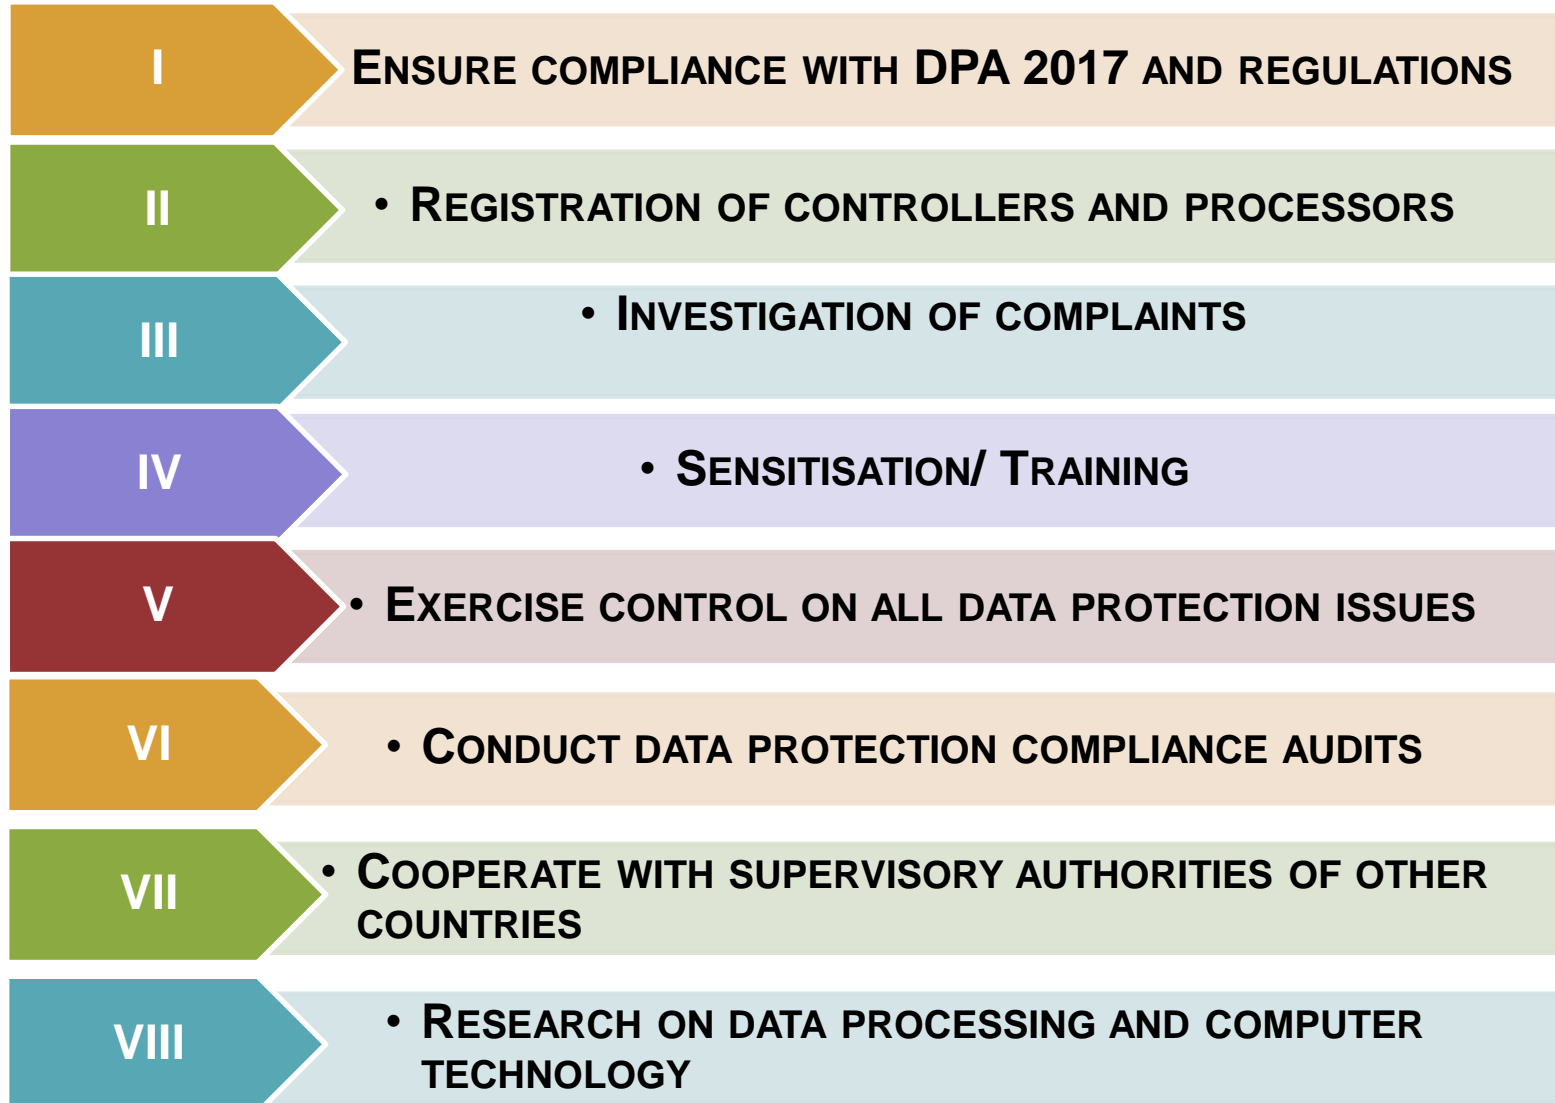 I
ENSURE COMPLIANCE WITH DPA 2017 AND REGULATIONS
II
• REGISTRATION OF CONTROLLERS AND PROCESSORS
III
• INVESTIGATION OF COMPLAINTS
IV
• SENSITISATION/ TRAINING
V
• EXERCISE CONTROL ON ALL DATA PROTECTION ISSUES
VI
• CONDUCT DATA PROTECTION COMPLIANCE AUDITS
VII
• COOPERATE WITH SUPERVISORY AUTHORITIES OF OTHER
COUNTRIES
VIII
• RESEARCH ON DATA PROCESSING AND COMPUTER
TECHNOLOGY